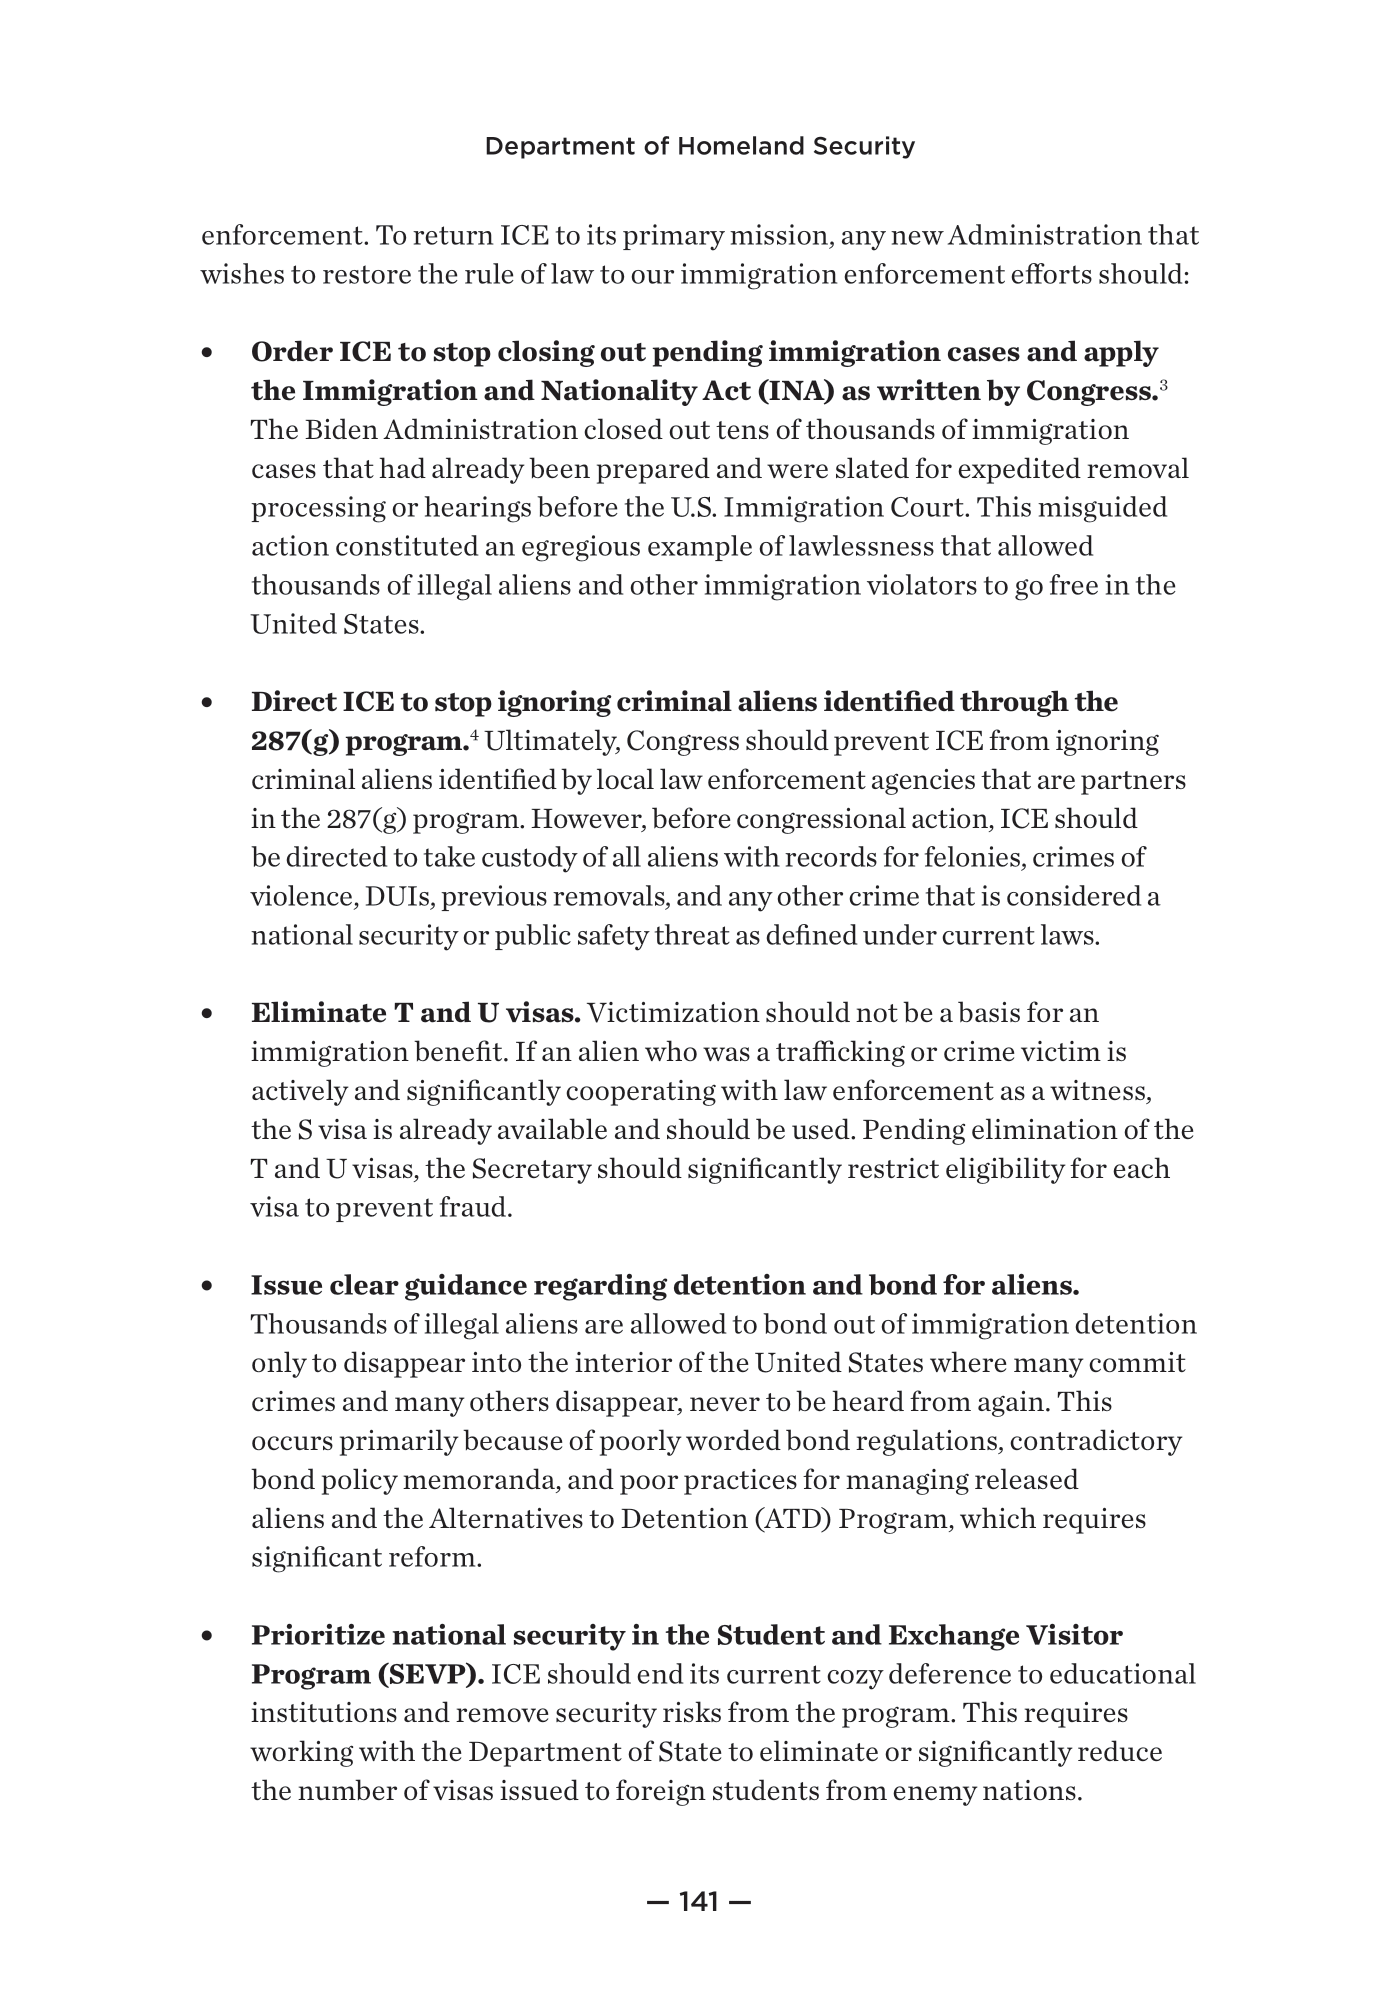 Department of Homeland Security
enforcement. To return ICE to its primary mission, any new Administration that
wishes to restore the rule of law to our immigration enforcement efforts should:
• Order ICE to stop closing out pending immigration cases and apply
the Immigration and Nationality Act (INA) as written by Congress.³
The Biden Administration closed out tens of thousands of immigration
cases that had already been prepared and were slated for expedited removal
processing or hearings before the U.S. Immigration Court. This misguided
action constituted an egregious example of lawlessness that allowed
thousands of illegal aliens and other immigration violators to go free in the
United States.
• Direct ICE to stop ignoring criminal aliens identified through the
287(g) program.⁴ Ultimately, Congress should prevent ICE from ignoring
criminal aliens identified by local law enforcement agencies that are partners
in the 287(g) program. However, before congressional action, ICE should
be directed to take custody of all aliens with records for felonies, crimes of
violence, DUIs, previous removals, and any other crime that is considered a
national security or public safety threat as defined under current laws.
• Eliminate T and U visas. Victimization should not be a basis for an
immigration benefit. If an alien who was a trafficking or crime victim is
actively and significantly cooperating with law enforcement as a witness,
the S visa is already available and should be used. Pending elimination of the
T and U visas, the Secretary should significantly restrict eligibility for each
visa to prevent fraud.
• Issue clear guidance regarding detention and bond for aliens.
Thousands of illegal aliens are allowed to bond out of immigration detention
only to disappear into the interior of the United States where many commit
crimes and many others disappear, never to be heard from again. This
occurs primarily because of poorly worded bond regulations, contradictory
bond policy memoranda, and poor practices for managing released
aliens and the Alternatives to Detention (ATD) Program, which requires
significant reform.
• Prioritize national security in the Student and Exchange Visitor
Program (SEVP). ICE should end its current cozy deference to educational
institutions and remove security risks from the program. This requires
working with the Department of State to eliminate or significantly reduce
the number of visas issued to foreign students from enemy nations.
— 141 —